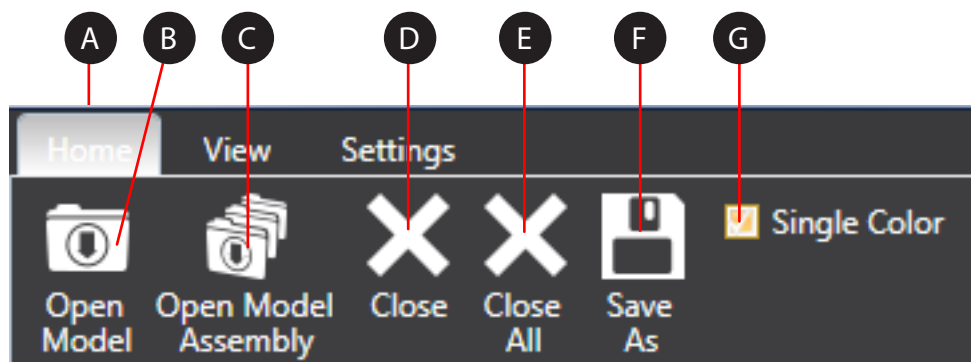 A B C D E F G
Home View Settings
Single Color
Open Model Open Model Assembly Close Close All Save As